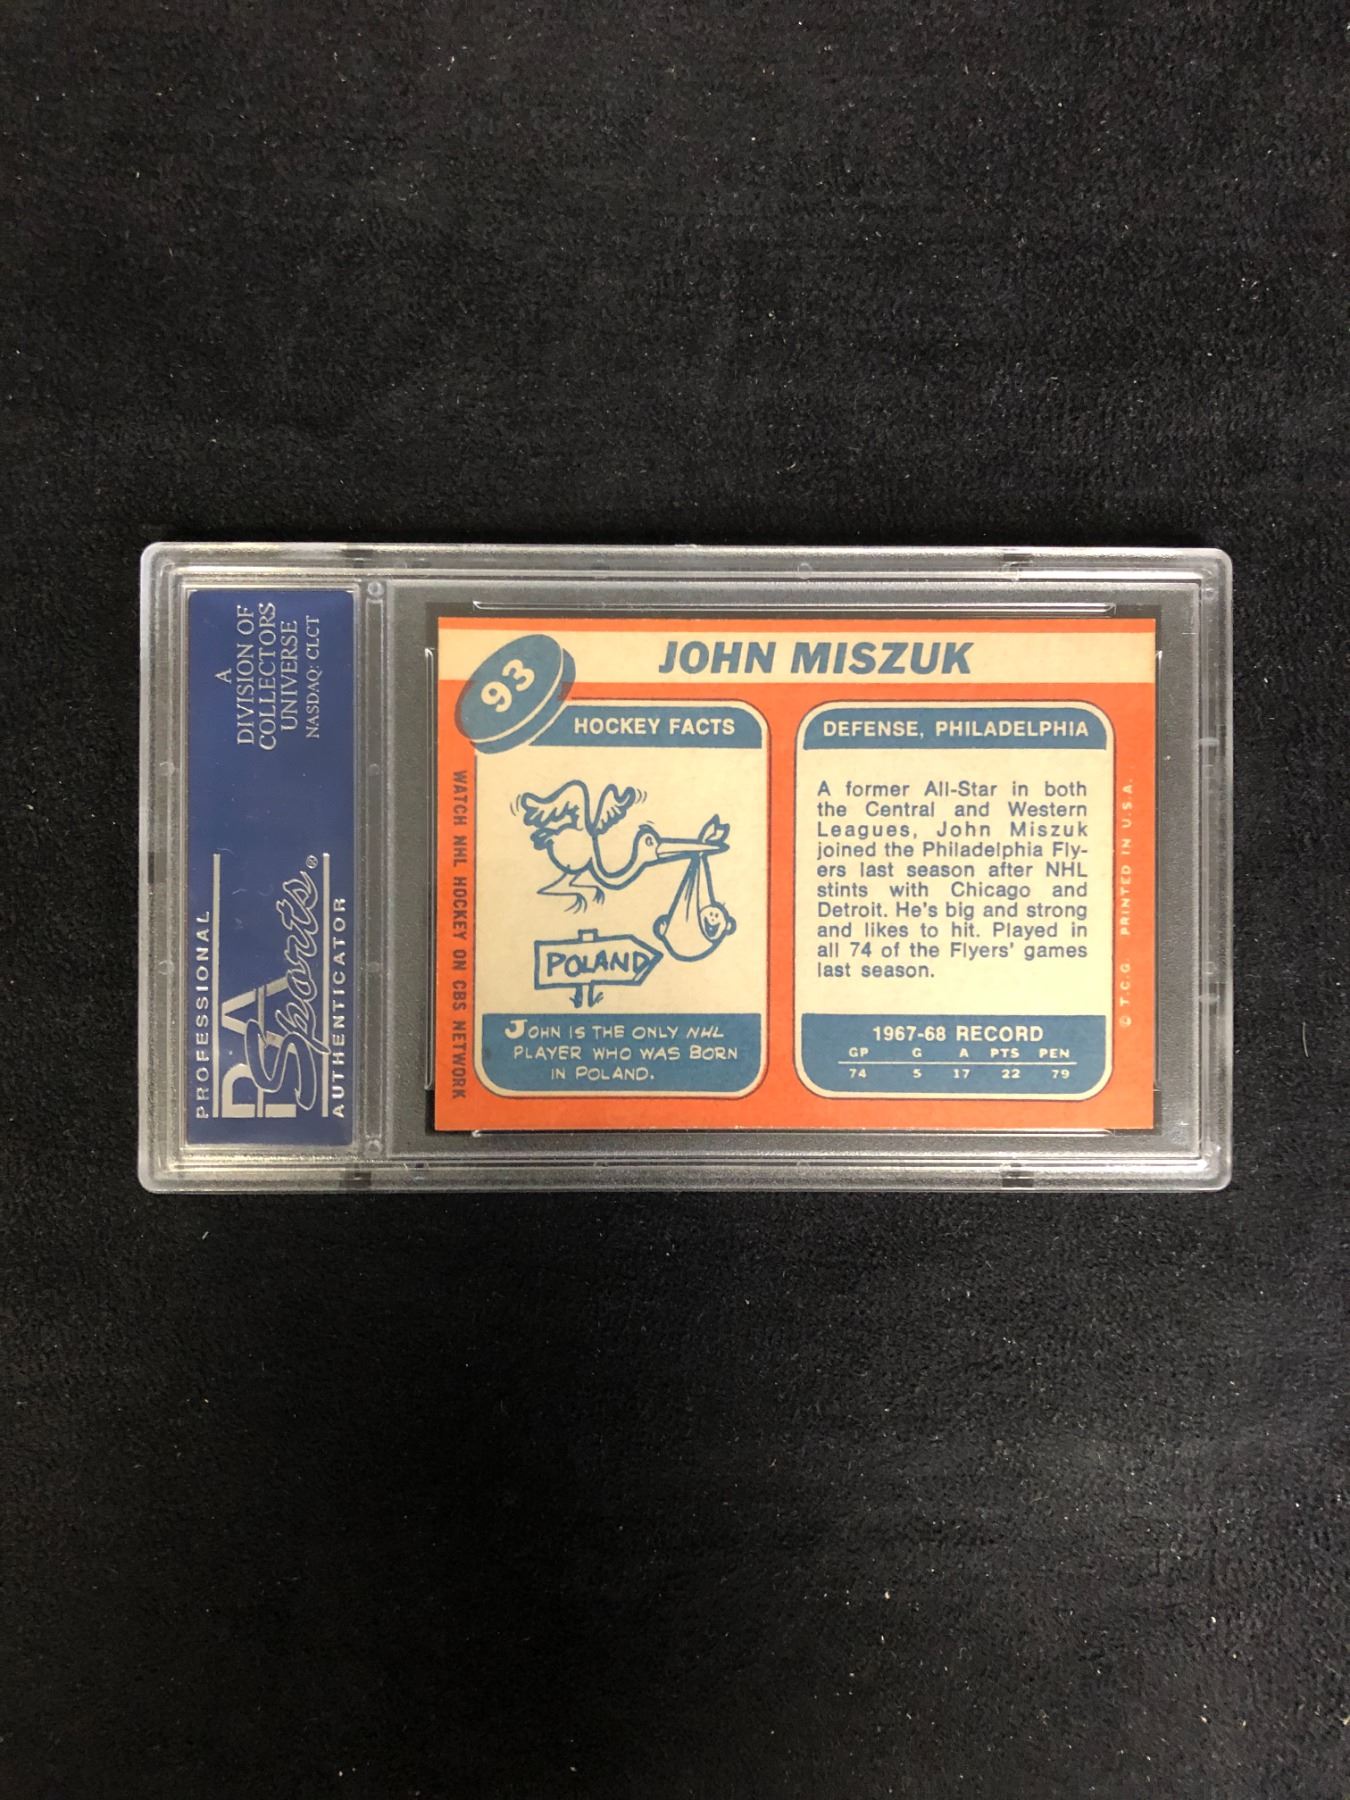 A
DIVISION OF
COLLECTORS
UNIVERSE
NASDAQ: CLCT
PROFESSIONAL
PSA
Sports®
AUTHENTICATOR
93
JOHN MISZUK
HOCKEY FACTS
POLAND
JOHN IS THE ONLY NHL
PLAYER WHO WAS BORN
IN POLAND.
WATCH NHL HOCKEY ON CBS NETWORK
DEFENSE, PHILADELPHIA
A former All-Star in both
the Central and Western
Leagues, John Miszuk
joined the Philadelphia Fly-
ers last season after NHL
stints with Chicago and
Detroit. He's big and strong
and likes to hit. Played in
all 74 of the Flyers' games
last season.
1967-68 RECORD
GP G A PTS PEN
74 5 17 22 79
© T.C.G. PRINTED IN U.S.A.